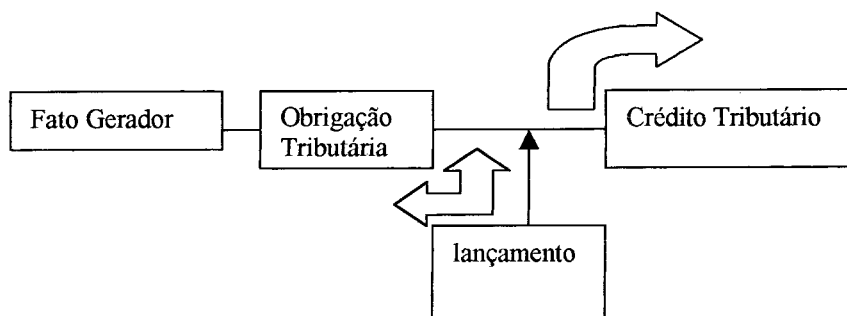 Fato Gerador
Obrigação
Tributária
Crédito Tributário
lançamento